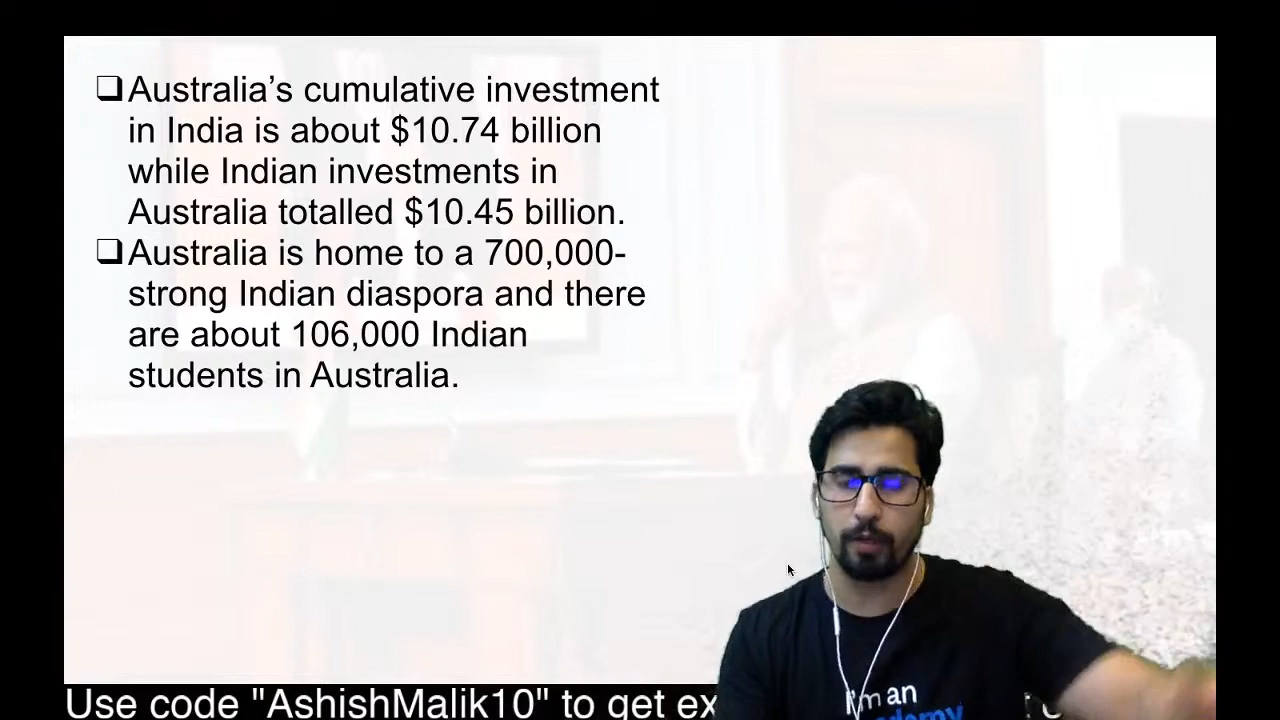 ❑Australia’s cumulative investment
in India is about $10.74 billion
while Indian investments in
Australia totalled $10.45 billion.
❑Australia is home to a 700,000-
strong Indian diaspora and there
are about 106,000 Indian
students in Australia.
I'm an
Use code "AshishMalik10" to get ex